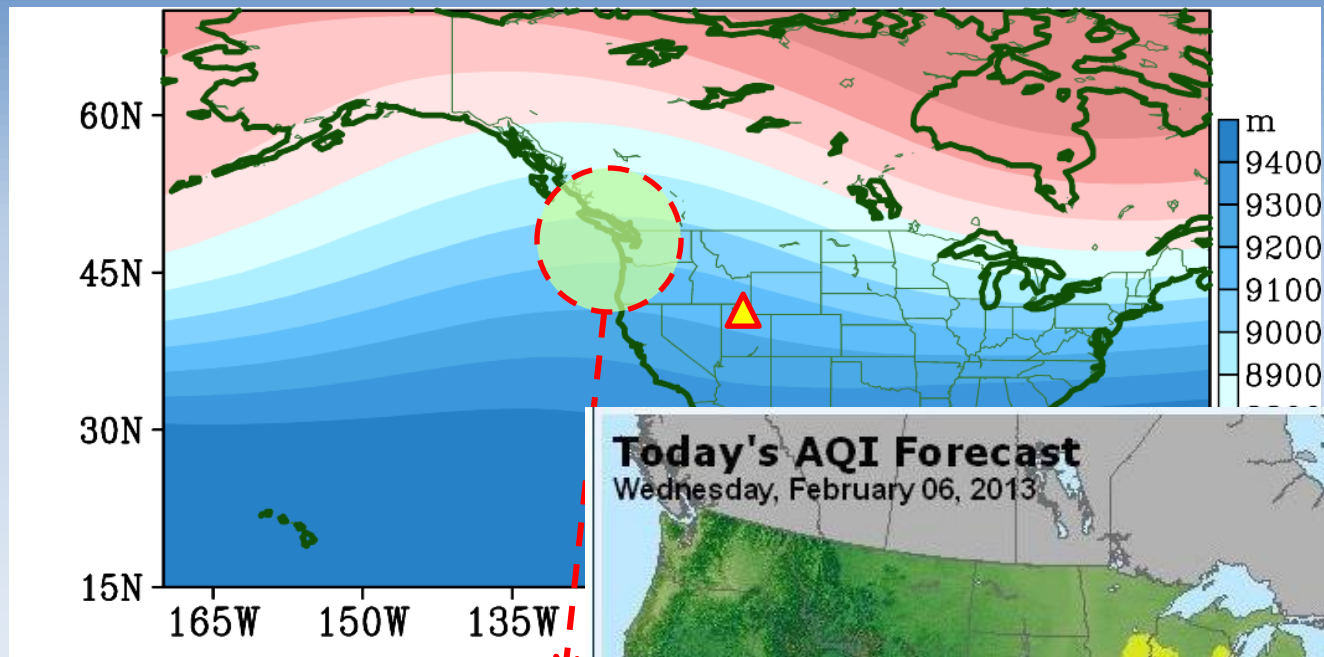 60N
45N
30N
15N
165W
150W
135W
m
9400
9300
9200
9100
9000
8900
Today's AQI Forecast
Wednesday, February 06, 2013